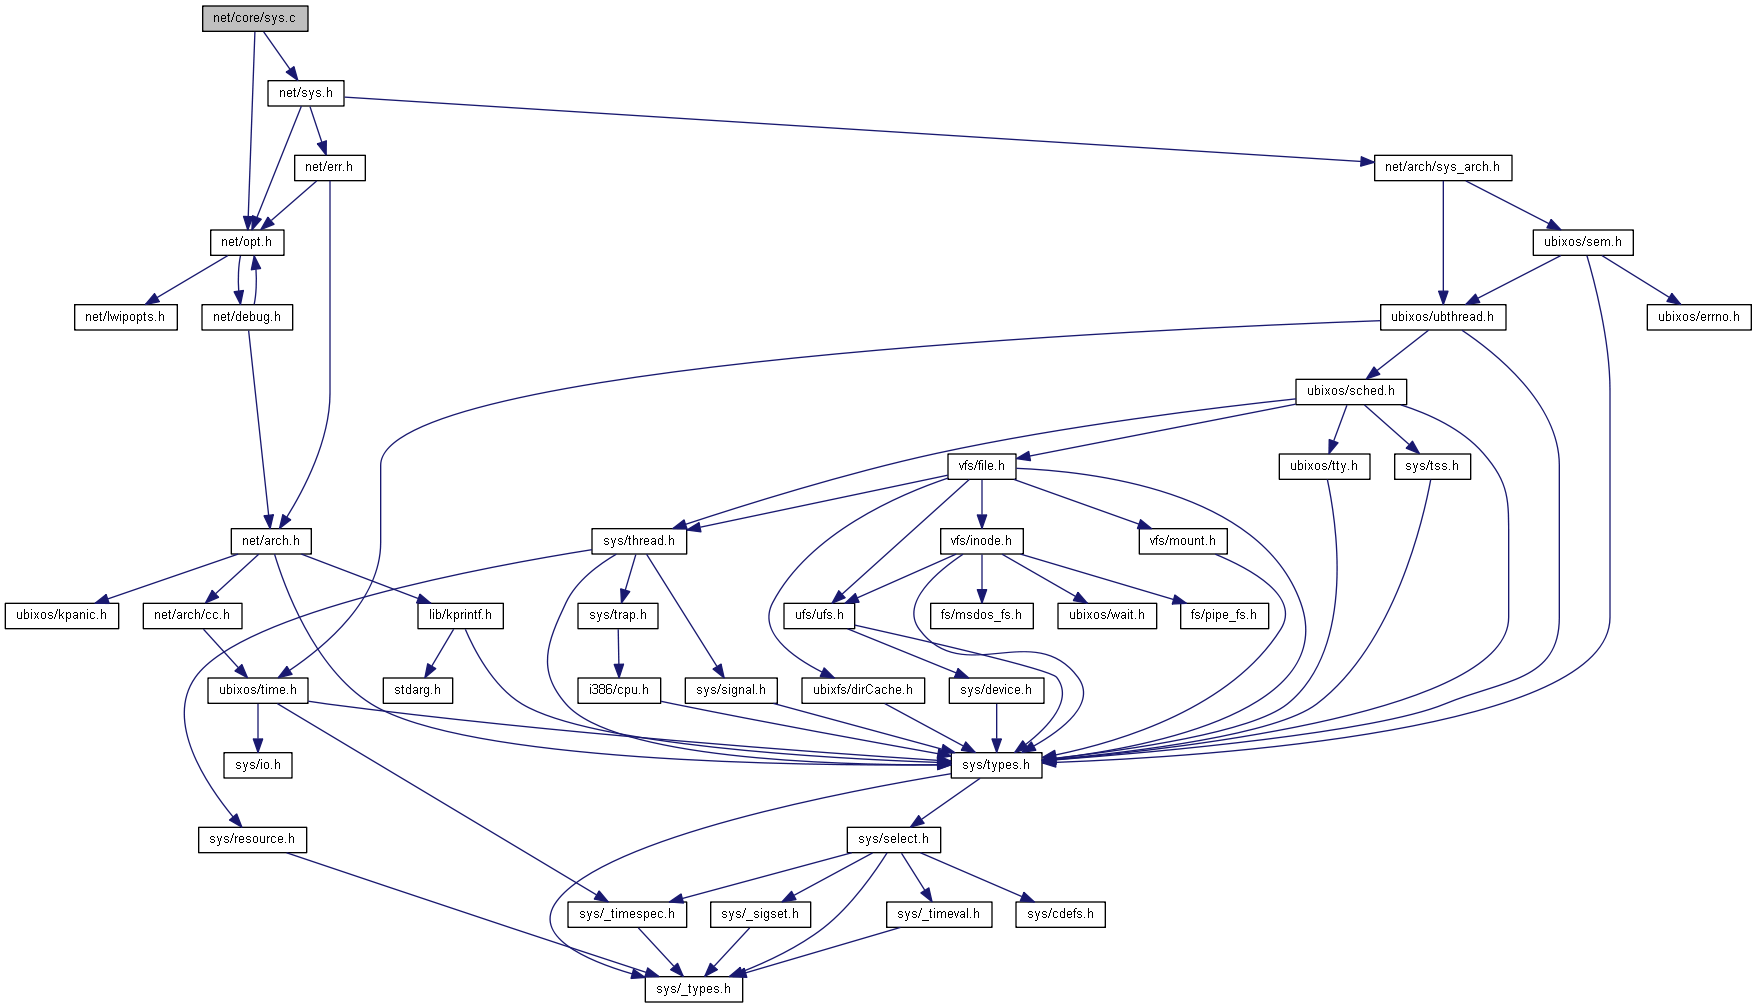 net/core/sys.c
net/sys.h
net/err.h
net/arch/sys_arch.h
net/opt.h
ubixos/sem.h
net/lwipopts.h
net/debug.h
ubixos/ubthread.h
ubixos/errno.h
ubixos/sched.h
vfs/file.h
ubixos/tty.h
sys/tss.h
net/arch.h
sys/thread.h
vfs/inode.h
vfs/mount.h
ubixos/kpanic.h
net/arch/cc.h
lib/kprintf.h
sys/trap.h
ufs/ufs.h
fs/msdos_fs.h
ubixos/wait.h
fs/pipe_fs.h
ubixos/time.h
stdarg.h
i386/cpu.h
sys/signal.h
ubixfs/dirCache.h
sys/device.h
sys/io.h
sys/types.h
sys/resource.h
sys/select.h
sys/_timespec.h
sys/_sigset.h
sys/_timeval.h
sys/cdefs.h
sys/_types.h